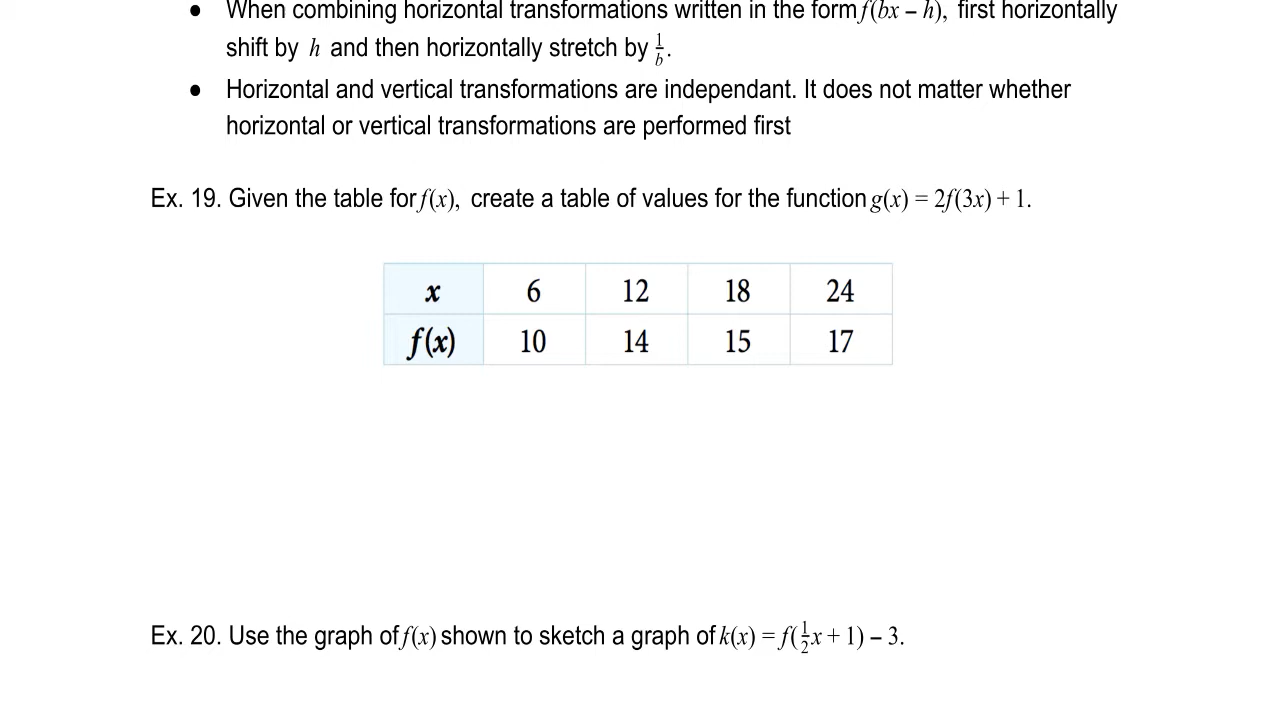 ● When combining horizontal transformations written in the form f(bx – h), first horizontally
shift by h and then horizontally stretch by 1/b.
● Horizontal and vertical transformations are independant. It does not matter whether
horizontal or vertical transformations are performed first
Ex. 19. Given the table for f(x), create a table of values for the function g(x) = 2f(3x) + 1.
x 6 12 18 24
f(x) 10 14 15 17
Ex. 20. Use the graph of f(x) shown to sketch a graph of k(x) = f(1/2x + 1) – 3.